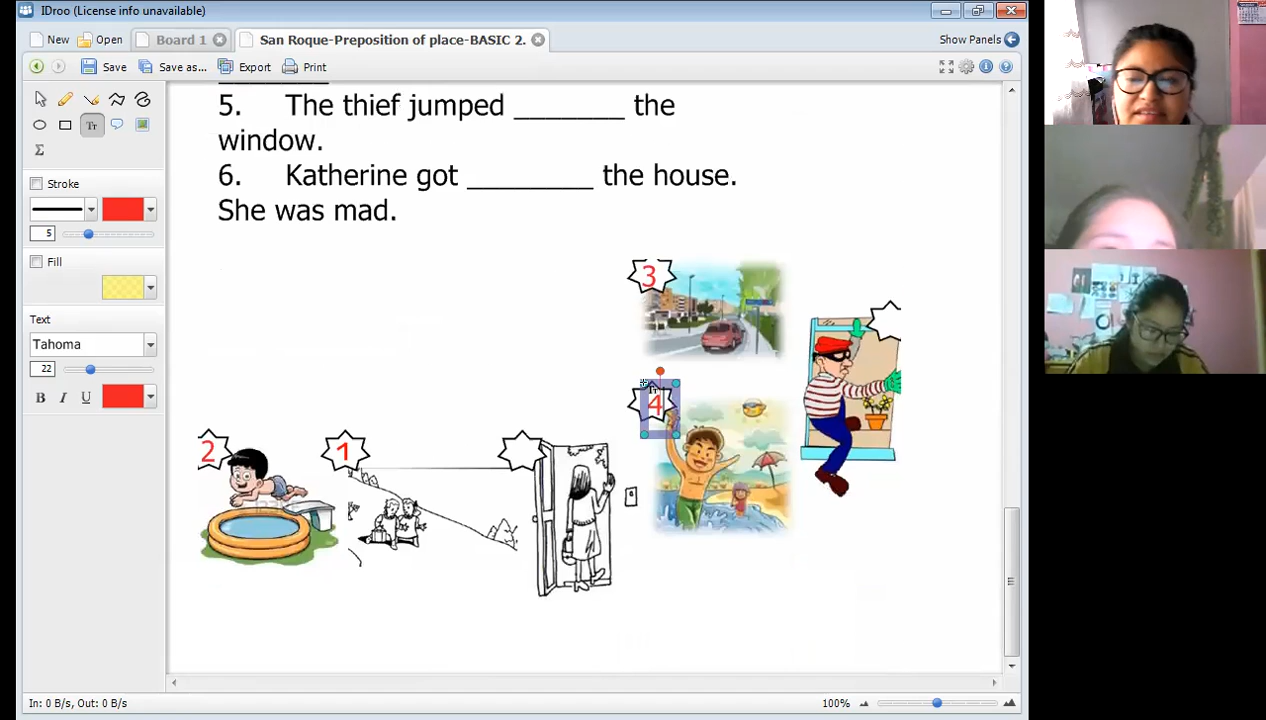 IDroo (License info unavailable)
New Open Board 1 San Roque-Preposition of place-BASIC 2. Show Panels
Save Save as... Export Print
Tr
Σ
Stroke
5
Fill
Text
Tahoma
22
B I U
5. The thief jumped _______ the
window.
6. Katherine got ________ the house.
She was mad.
3
4
2 1
In: 0 B/s, Out: 0 B/s 100%